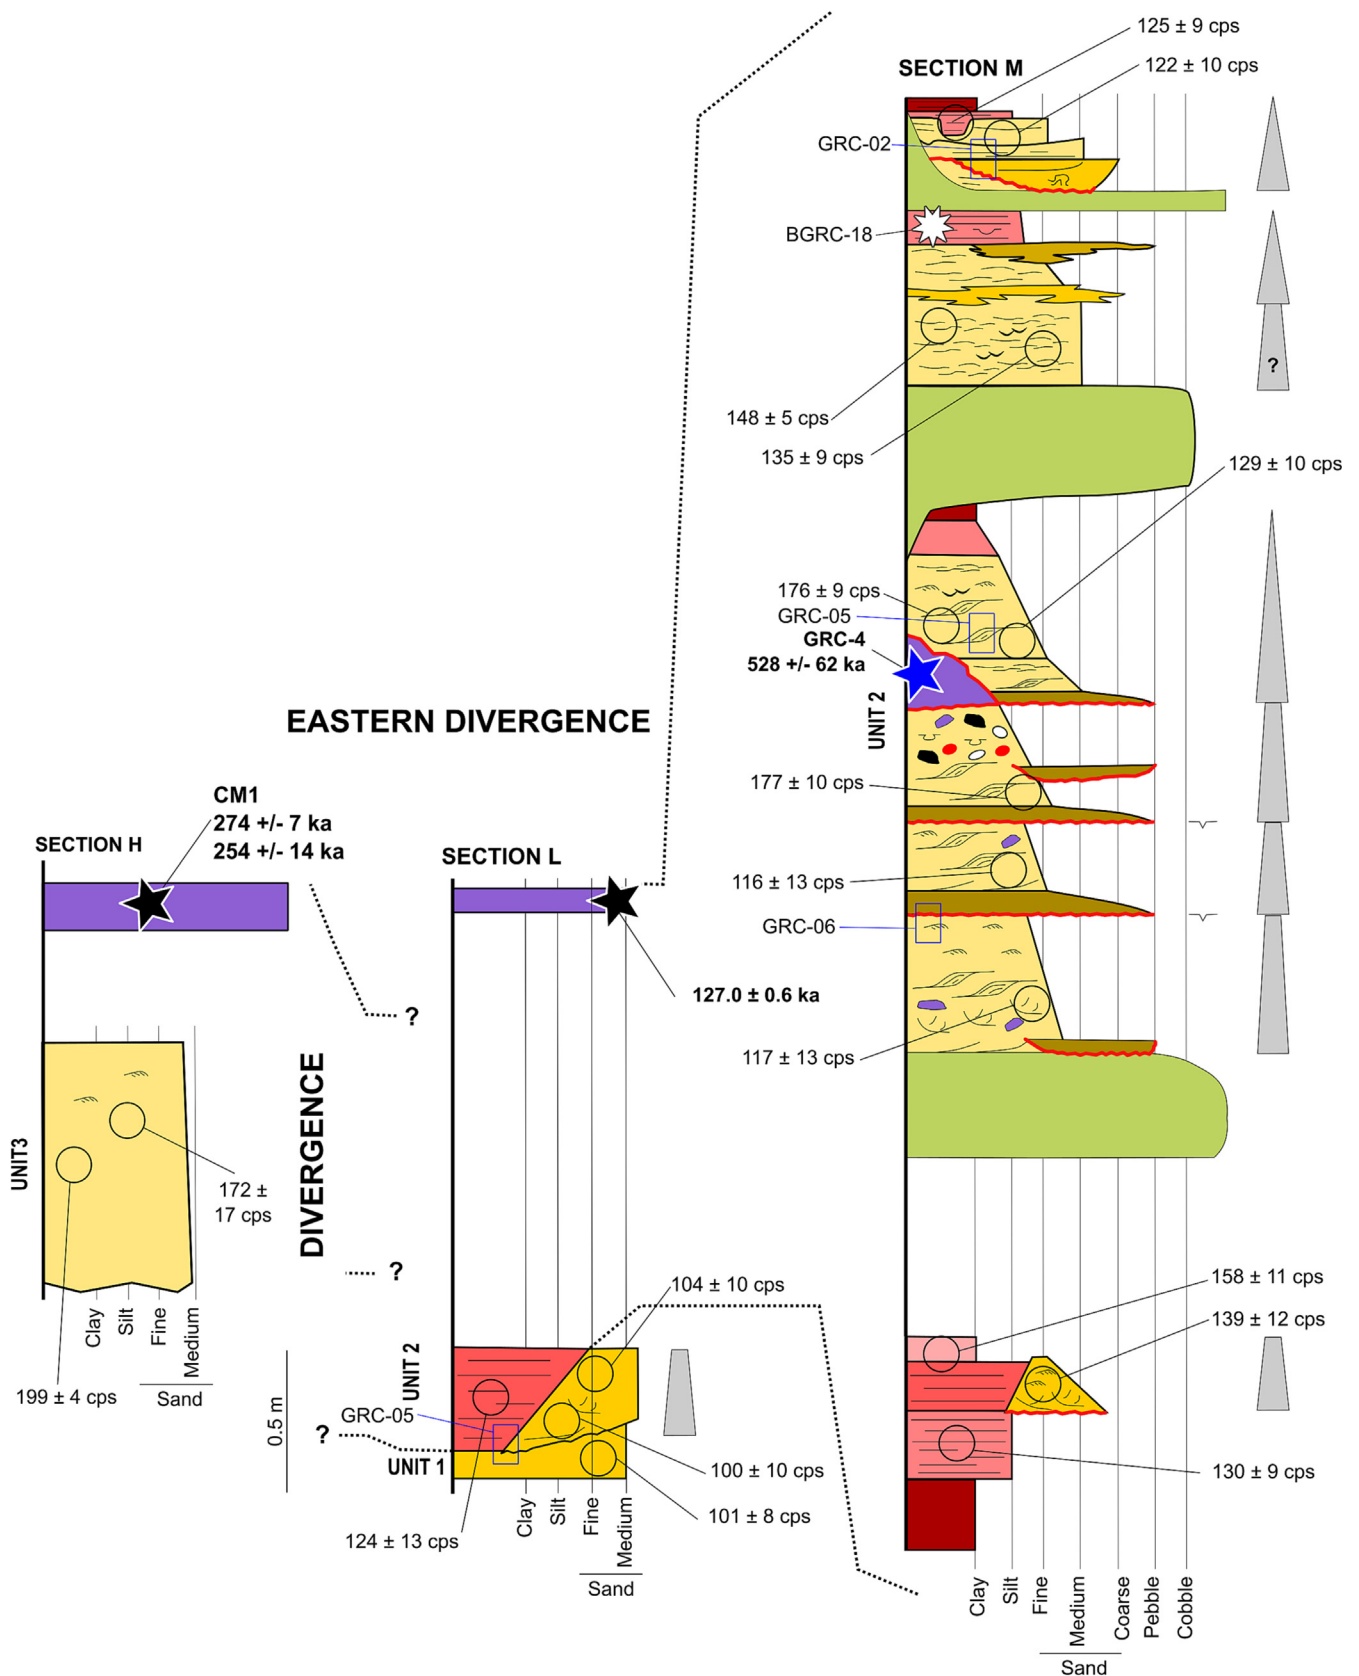 125 ± 9 cps
SECTION M
122 ± 10 cps
GRC-02
BGRC-18
?
148 ± 5 cps
135 ± 9 cps
129 ± 10 cps
176 ± 9 cps
GRC-05
GRC-4
528 +/- 62 ka
UNIT 2
177 ± 10 cps
116 ± 13 cps
GRC-06
117 ± 13 cps
158 ± 11 cps
139 ± 12 cps
130 ± 9 cps
Clay
Silt
Fine
Medium
Coarse
Pebble
Cobble
Sand
EASTERN DIVERGENCE
CM1
274 +/- 7 ka
254 +/- 14 ka
SECTION H
?
DIVERGENCE
UNIT3
172 ±
17 cps
?
Clay
Silt
Fine
Medium
Sand
199 ± 4 cps
0.5 m
SECTION L
127.0 ± 0.6 ka
104 ± 10 cps
UNIT 2
GRC-05
?
UNIT 1
100 ± 10 cps
101 ± 8 cps
124 ± 13 cps
Clay
Silt
Fine
Medium
Sand